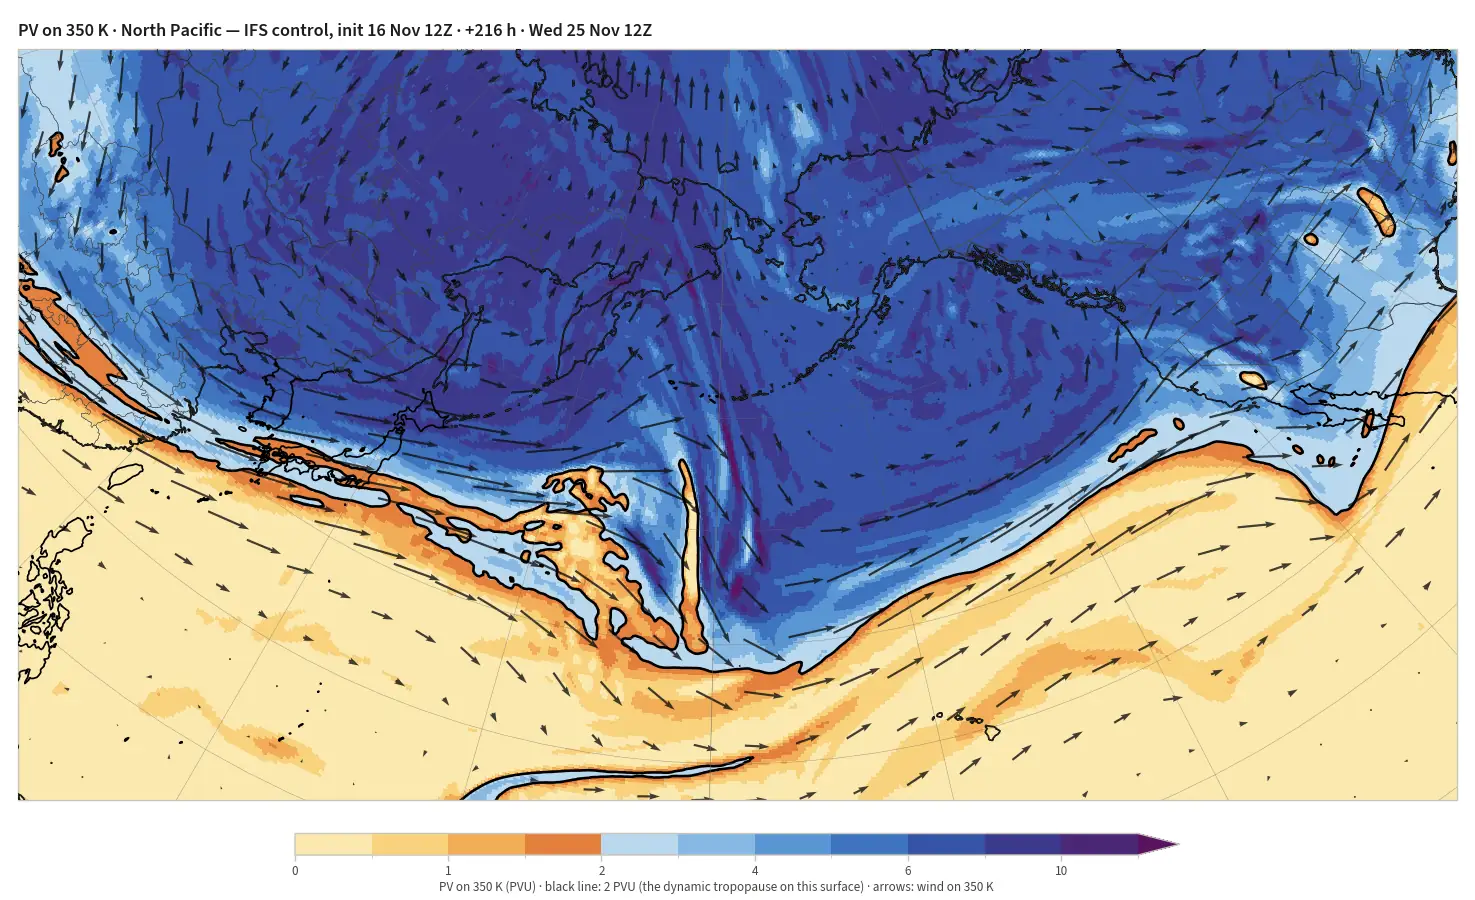 PV on 350 K · North Pacific — IFS control, init 16 Nov 12Z · +216 h · Wed 25 Nov 12Z
0 1 2 4 6 10
PV on 350 K (PVU) · black line: 2 PVU (the dynamic tropopause on this surface) · arrows: wind on 350 K